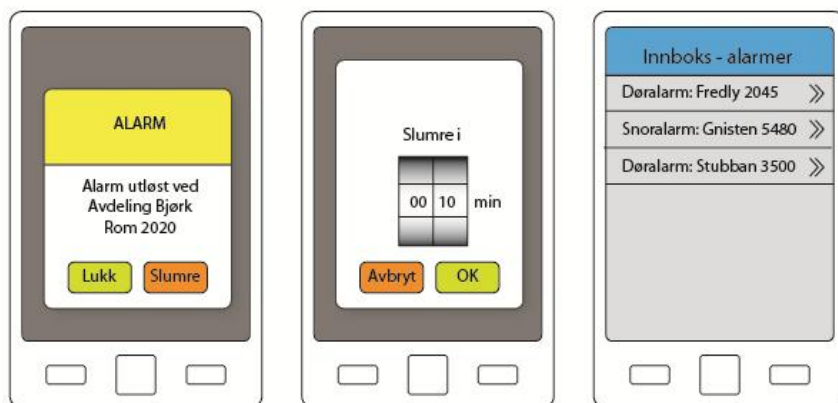 ALARM
Alarm utløst ved
Avdeling Bjørk
Rom 2020
Lukk
Slumre
Slumre i
00 10 min
Avbryt
OK
Innboks - alarmer
Døralarm: Fredly 2045
Snoralarm: Gnisten 5480
Døralarm: Stubban 3500